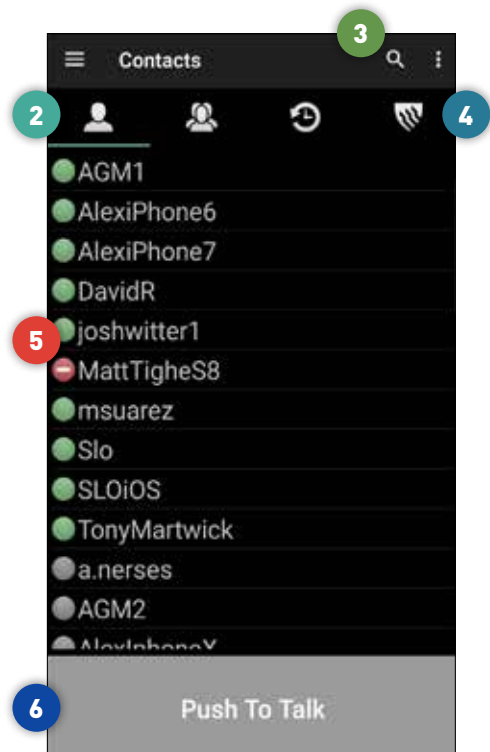 3
Contacts
2
4
AGM1
AlexiPhone6
AlexiPhone7
DavidR
5
joshwitter1
MattTigheS8
msuarez
Slo
SLOiOS
TonyMartwick
a.nerses
AGM2
AlexIphoneX
6
Push To Talk